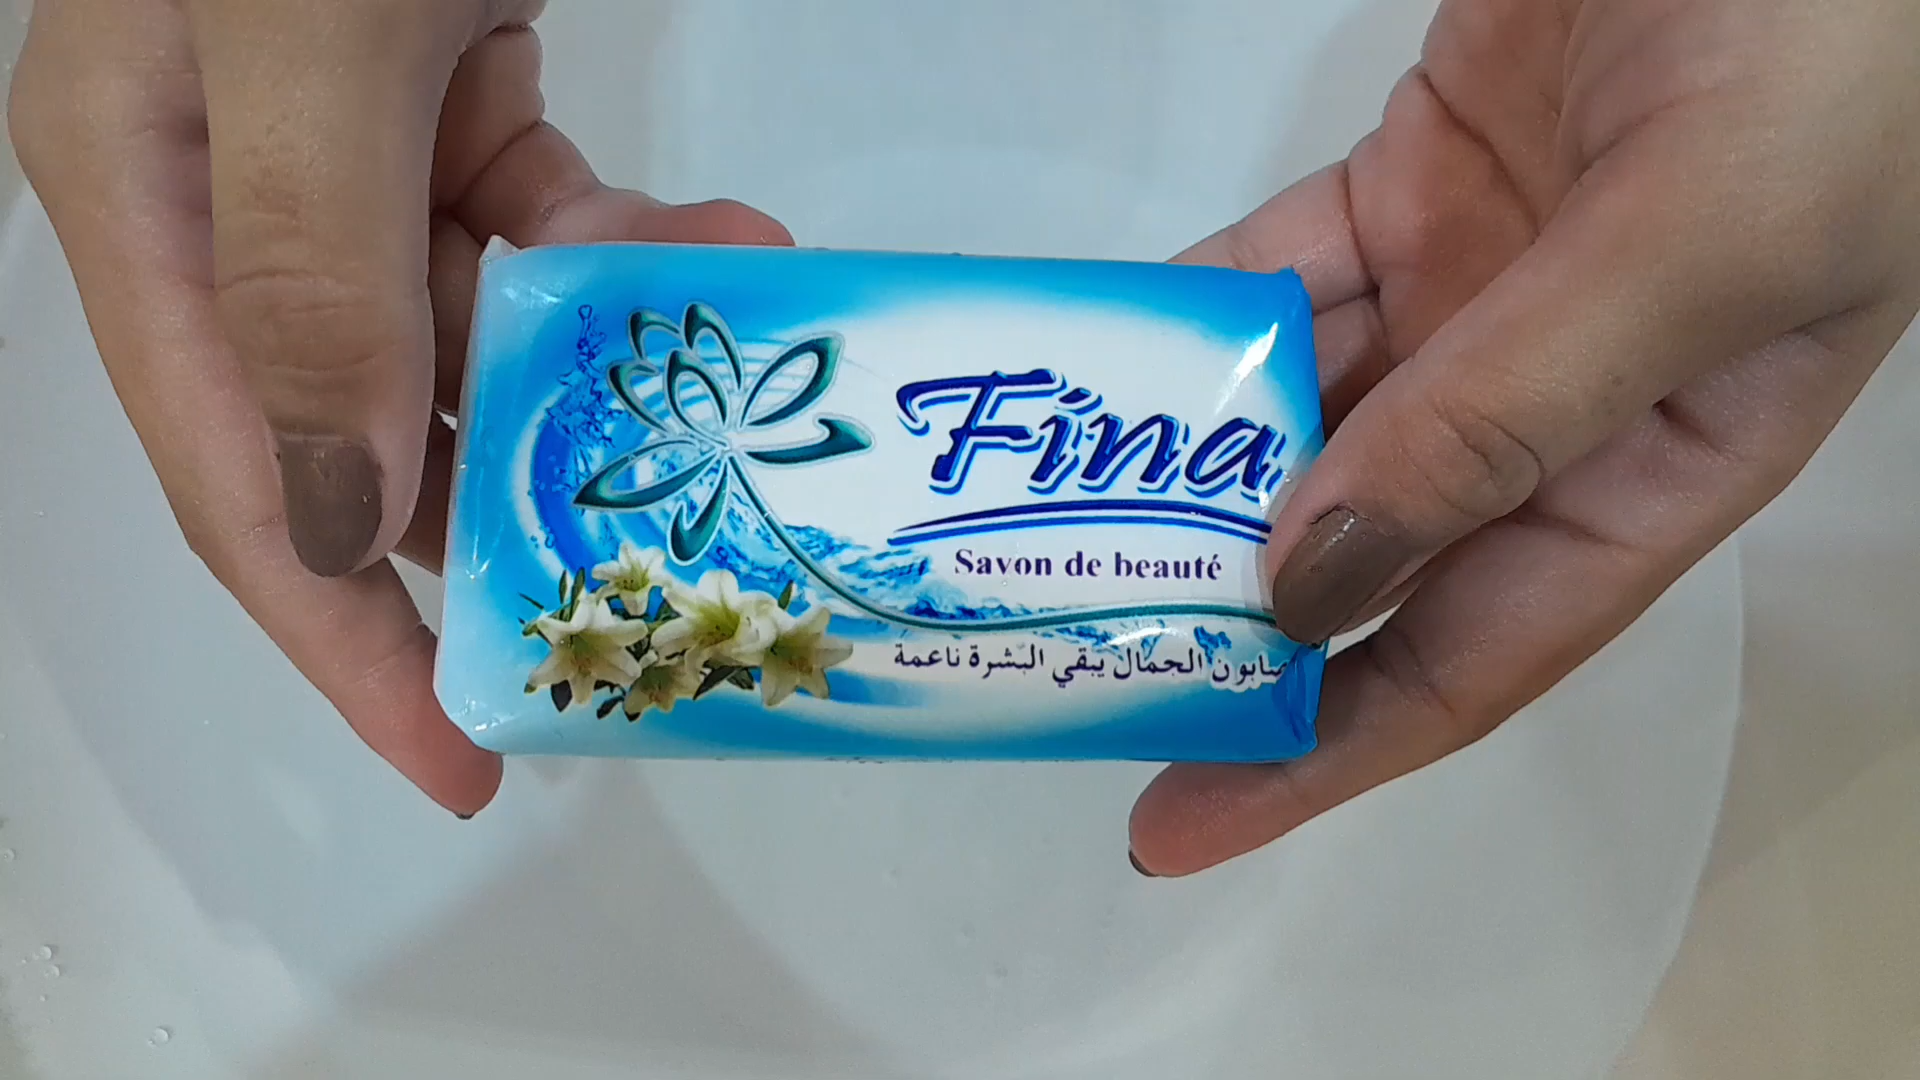 Fina
Savon de beauté
صابون الجمال يبقي البشرة ناعمة